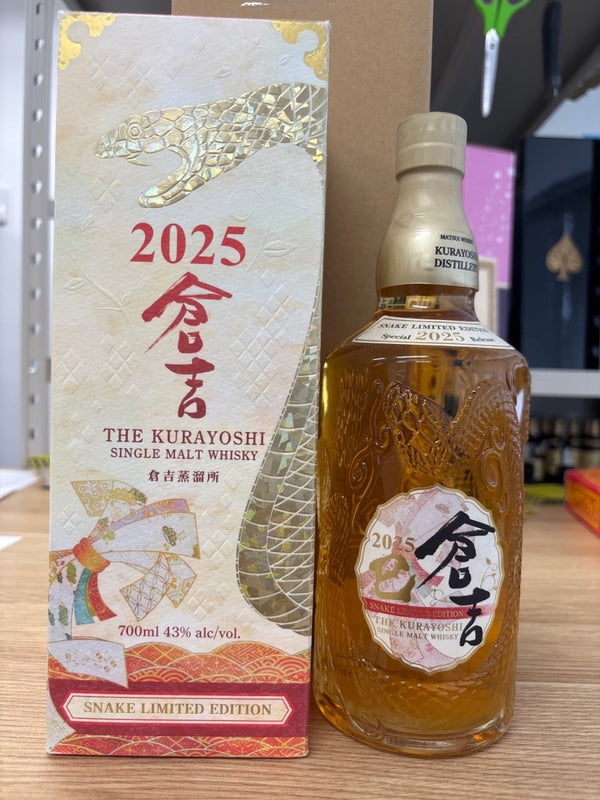 2025
倉吉
THE KURAYOSHI
SINGLE MALT WHISKY
倉吉蒸溜所
700ml 43% alc/vol.
SNAKE LIMITED EDITION
MATSUI WHISKY
KURAYOSHI
DISTILLERY
SNAKE LIMITED EDITION
Special 2025 Release
2025
倉吉
巳
SNAKE LIMITED EDITION
THE KURAYOSHI
SINGLE MALT WHISKY